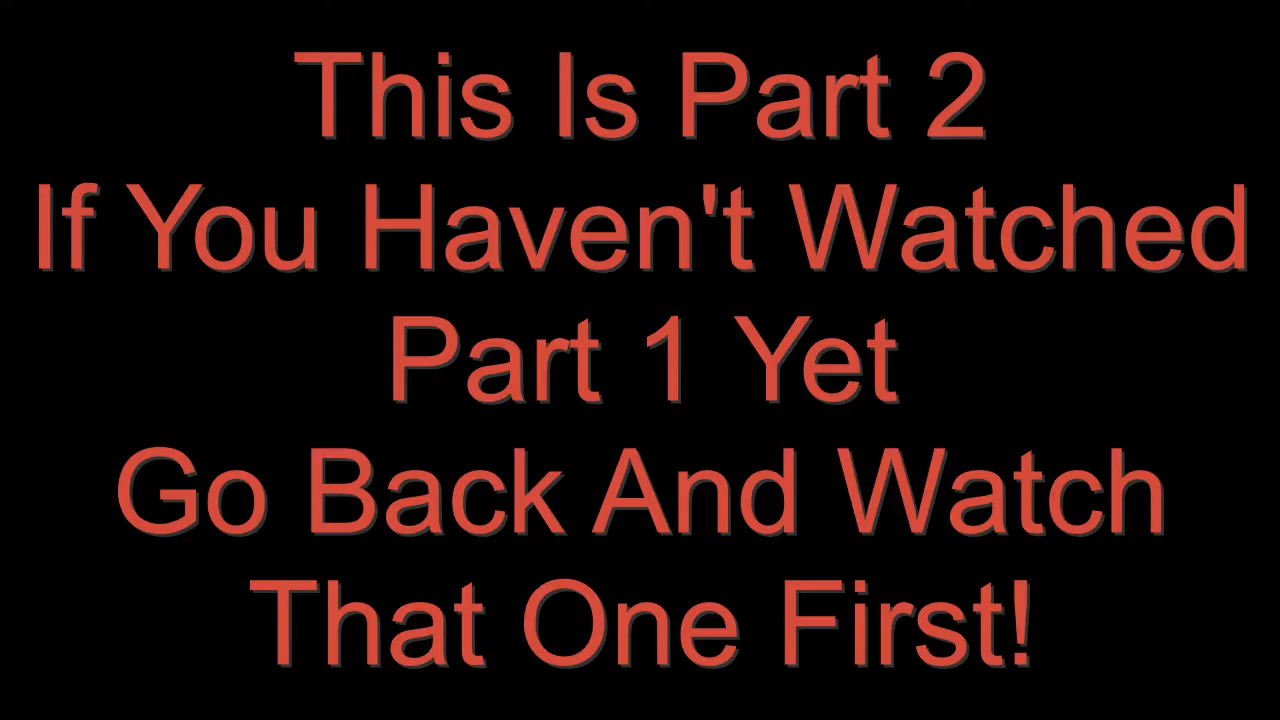 This Is Part 2
If You Haven't Watched
Part 1 Yet
Go Back And Watch
That One First!